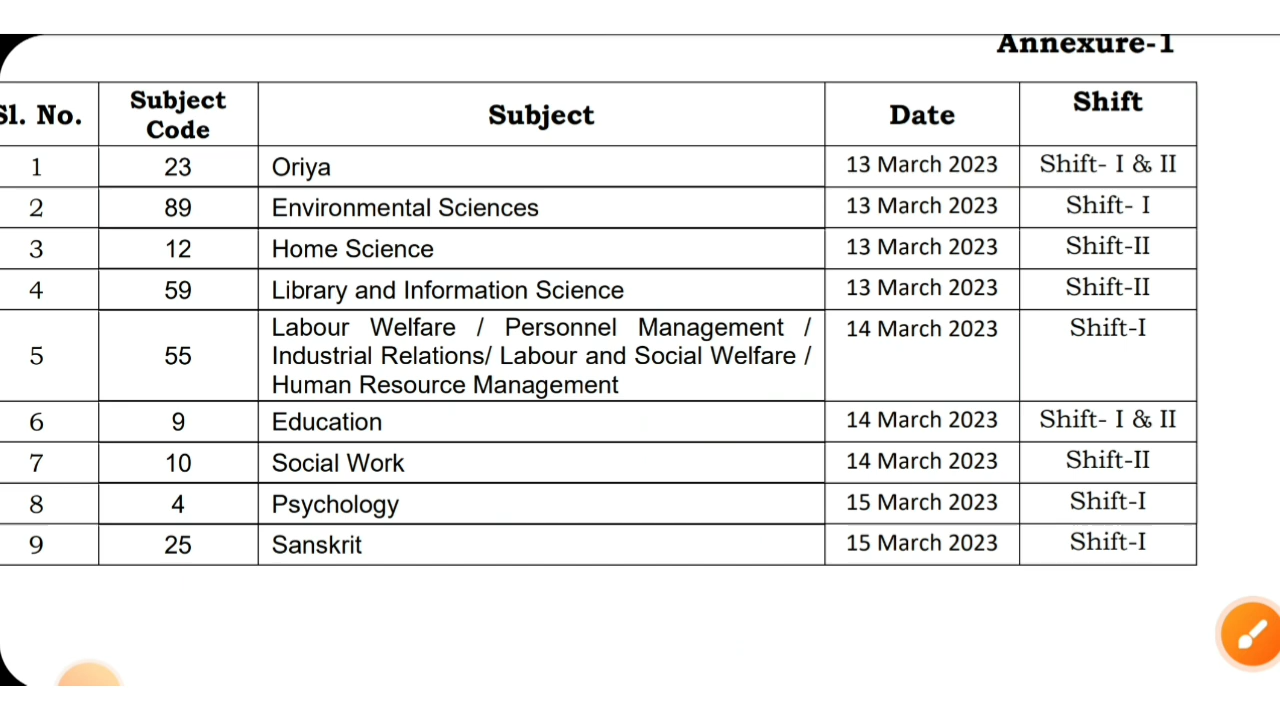 Annexure-1
Sl. No. Subject Code Subject Date Shift
1 23 Oriya 13 March 2023 Shift- I & II
2 89 Environmental Sciences 13 March 2023 Shift- I
3 12 Home Science 13 March 2023 Shift-II
4 59 Library and Information Science 13 March 2023 Shift-II
5 55 Labour Welfare / Personnel Management / 14 March 2023 Shift-I
Industrial Relations/ Labour and Social Welfare /
Human Resource Management
6 9 Education 14 March 2023 Shift- I & II
7 10 Social Work 14 March 2023 Shift-II
8 4 Psychology 15 March 2023 Shift-I
9 25 Sanskrit 15 March 2023 Shift-I